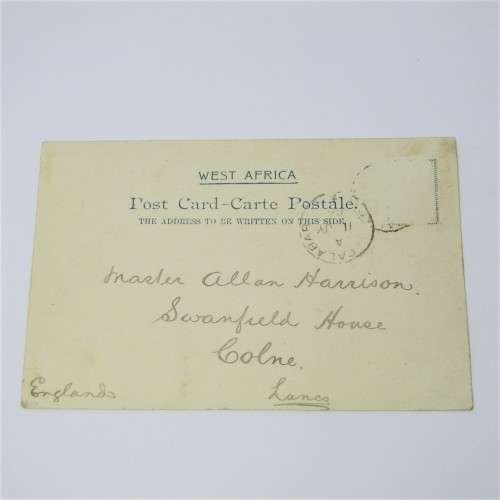 WEST AFRICA
Post Card-Carte Postale.
THE ADDRESS TO BE WRITTEN ON THIS SIDE.
CALABAR
A
11
Master Allan Harrison.
Swanfield House
Colne.
England
Lancs